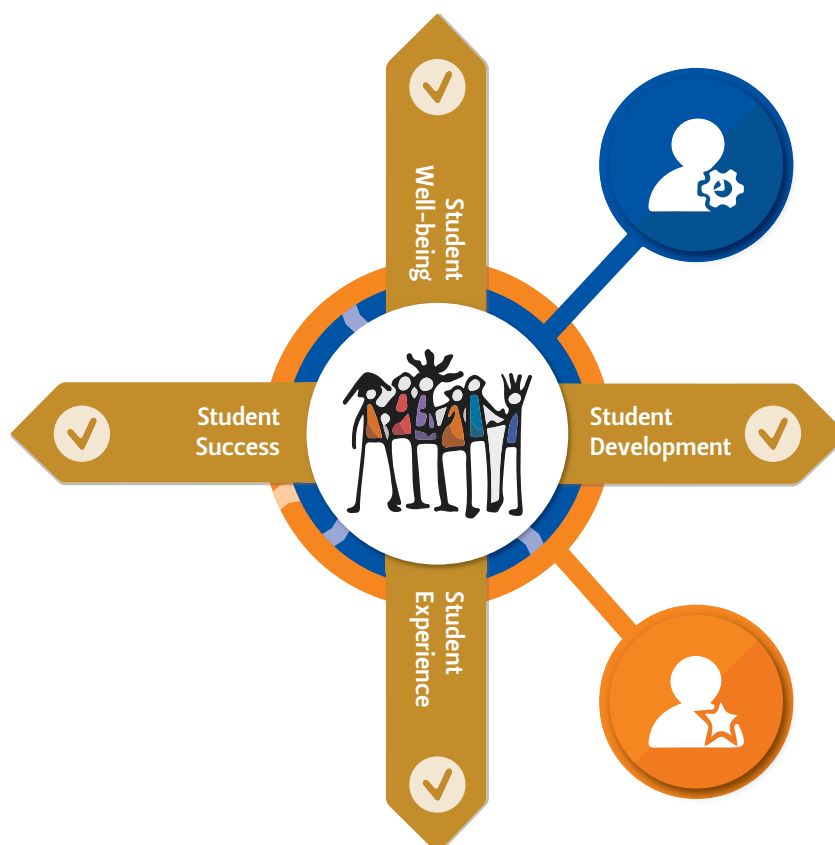 Student
Well-being
Student
Success
Student
Development
Student
Experience